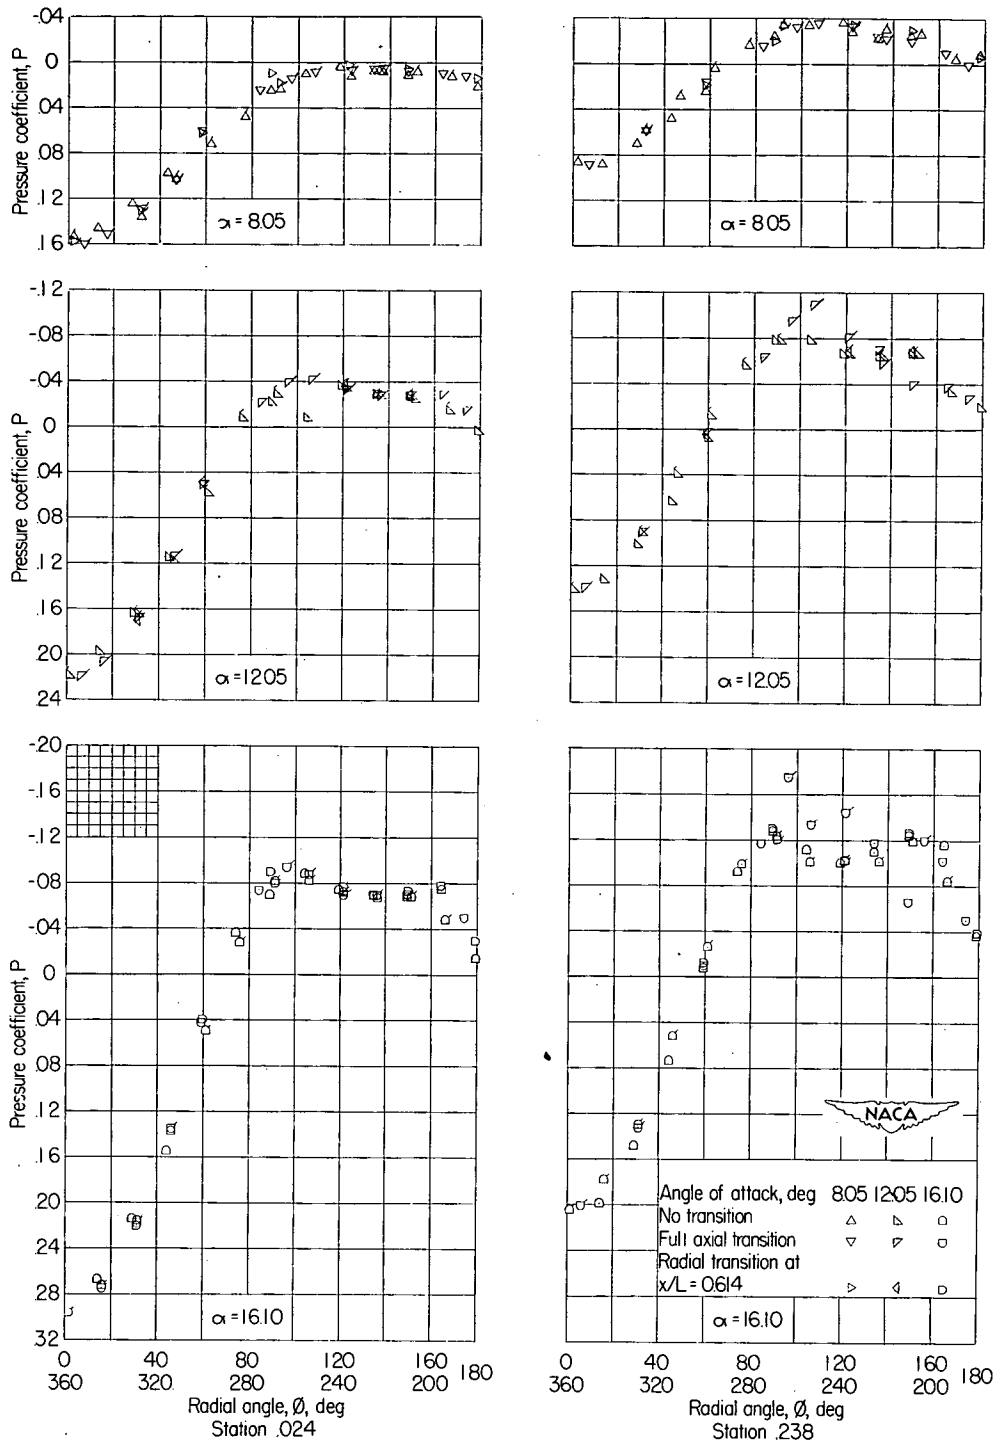 -.04
0
.04
.08
.12
.16
Pressure coefficient, P
α = 8.05
α = 8.05
-.12
-.08
-.04
0
.04
.08
.12
.16
.20
.24
Pressure coefficient, P
α = 12.05
α = 12.05
-.20
-.16
-.12
-.08
-.04
0
.04
.08
.12
.16
.20
.24
.28
.32
Pressure coefficient, P
α = 16.10
NACA
Angle of attack, deg 8.05 12.05 16.10
No transition
Full axial transition
Radial transition at
x/L = 0.614
α = 16.10
0 40 80 120 160 180
360 320 280 240 200
Radial angle, Ø, deg
Station .024
0 40 80 120 160 180
360 320 280 240 200
Radial angle, Ø, deg
Station .238